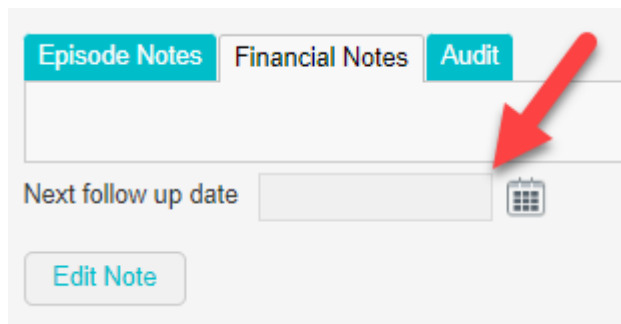 Episode Notes Financial Notes Audit
Next follow up date
Edit Note